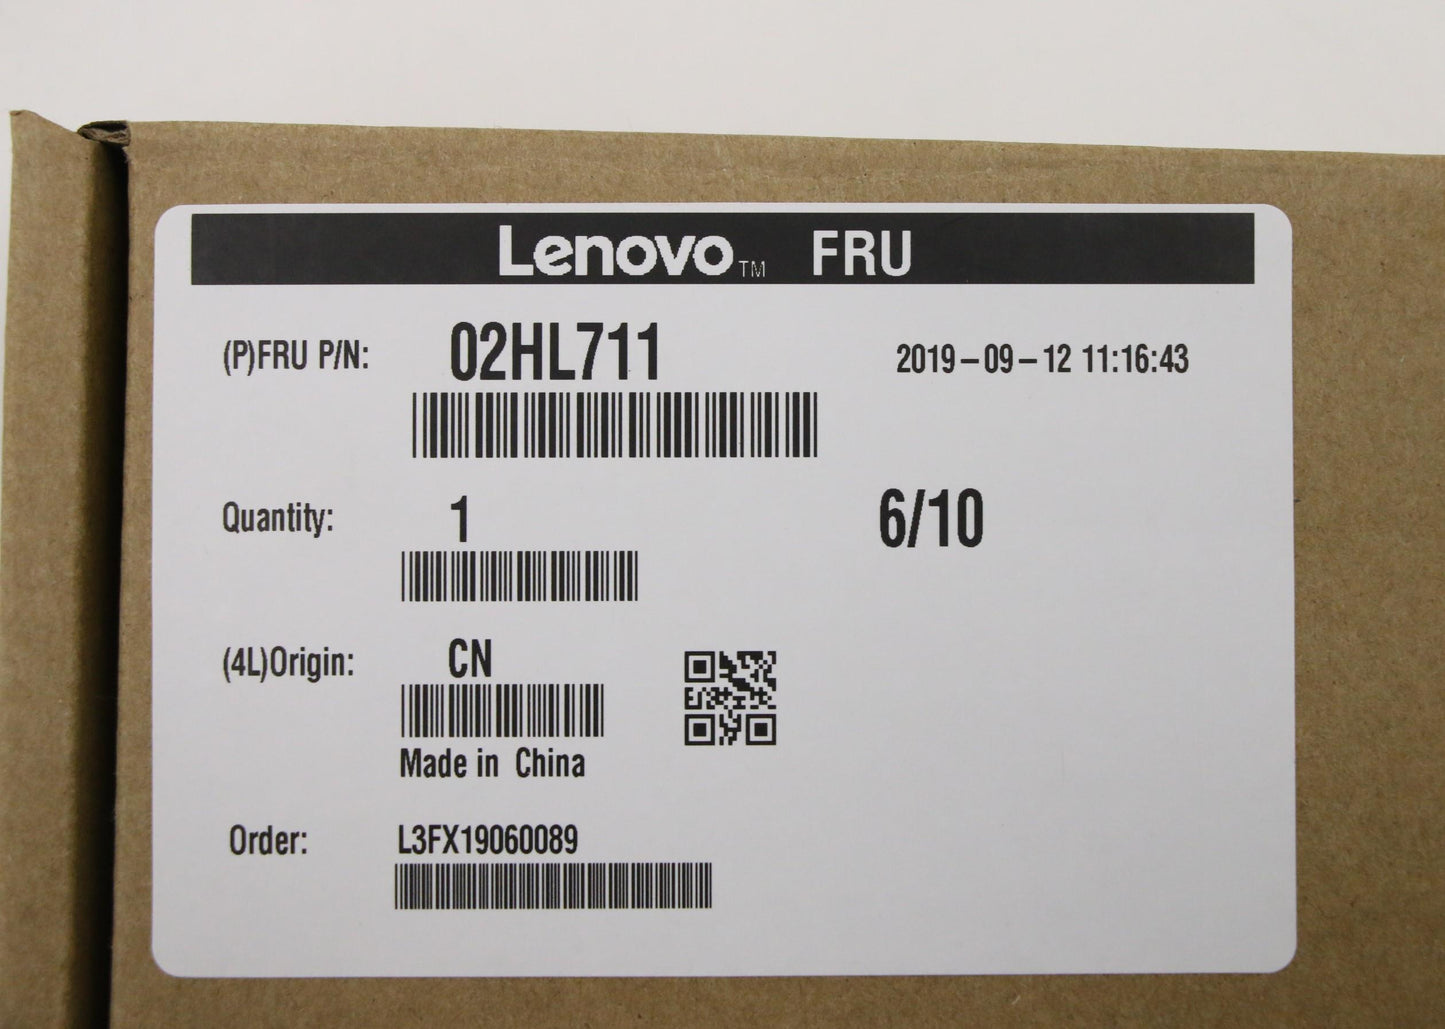 Lenovo™ FRU
(P)FRU P/N: 02HL711 2019-09-12 11:16:43
Quantity: 1 6/10
(4L)Origin: CN
Made in China
Order: L3FX19060089